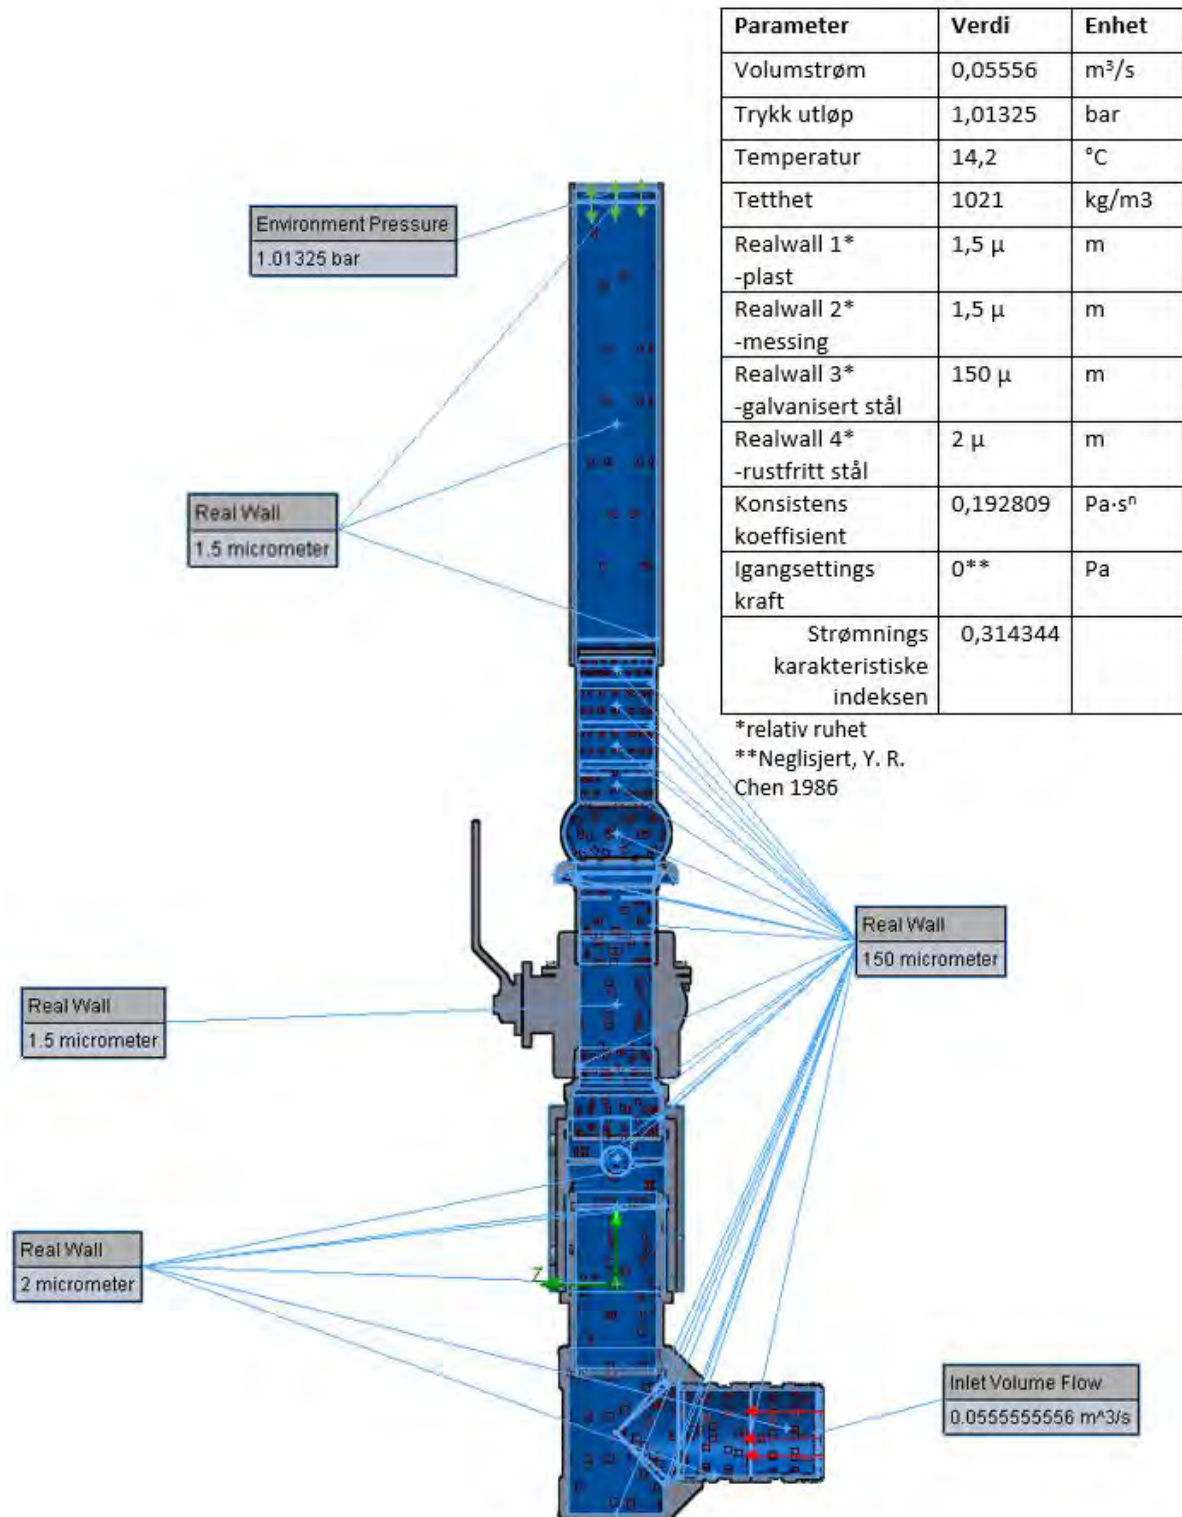 Parameter Verdi Enhet
Volumstrøm 0,05556 m³/s
Trykk utløp 1,01325 bar
Temperatur 14,2 °C
Tetthet 1021 kg/m3
Realwall 1* 1,5 µ m
-plast
Realwall 2* 1,5 µ m
-messing
Realwall 3* 150 µ m
-galvanisert stål
Realwall 4* 2 µ m
-rustfritt stål
Konsistens 0,192809 Pa·sⁿ
koeffisient
Igangsettings 0** Pa
kraft
Strømnings 0,314344
karakteristiske
indeksen
*relativ ruhet
**Neglisjert, Y. R.
Chen 1986
Environment Pressure
1.01325 bar
Real Wall
1.5 micrometer
Real Wall
150 micrometer
Real Wall
1.5 micrometer
Real Wall
2 micrometer
Z
Inlet Volume Flow
0.0555555556 m^3/s